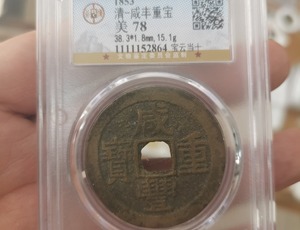 1853
清-咸丰重宝
美 78
38.3*1.8mm,15.1g
1111152864 宝云当十
咸
寳 重
豐